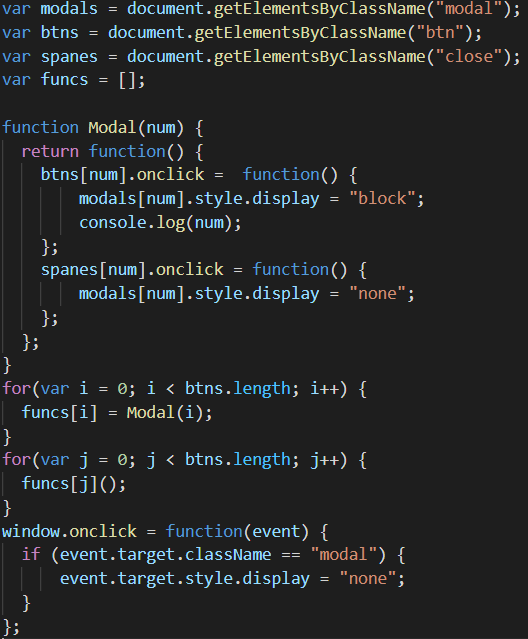 var modals = document.getElementsByClassName("modal");
var btns = document.getElementsByClassName("btn");
var spanes = document.getElementsByClassName("close");
var funcs = [];

function Modal(num) {
  return function() {
    btns[num].onclick =  function() {
        modals[num].style.display = "block";
        console.log(num);
    };
    spanes[num].onclick = function() {
        modals[num].style.display = "none";
    };
  };
}
for(var i = 0; i < btns.length; i++) {
  funcs[i] = Modal(i);
}
for(var j = 0; j < btns.length; j++) {
  funcs[j]();
}
window.onclick = function(event) {
  if (event.target.className == "modal") {
      event.target.style.display = "none";
  }
};